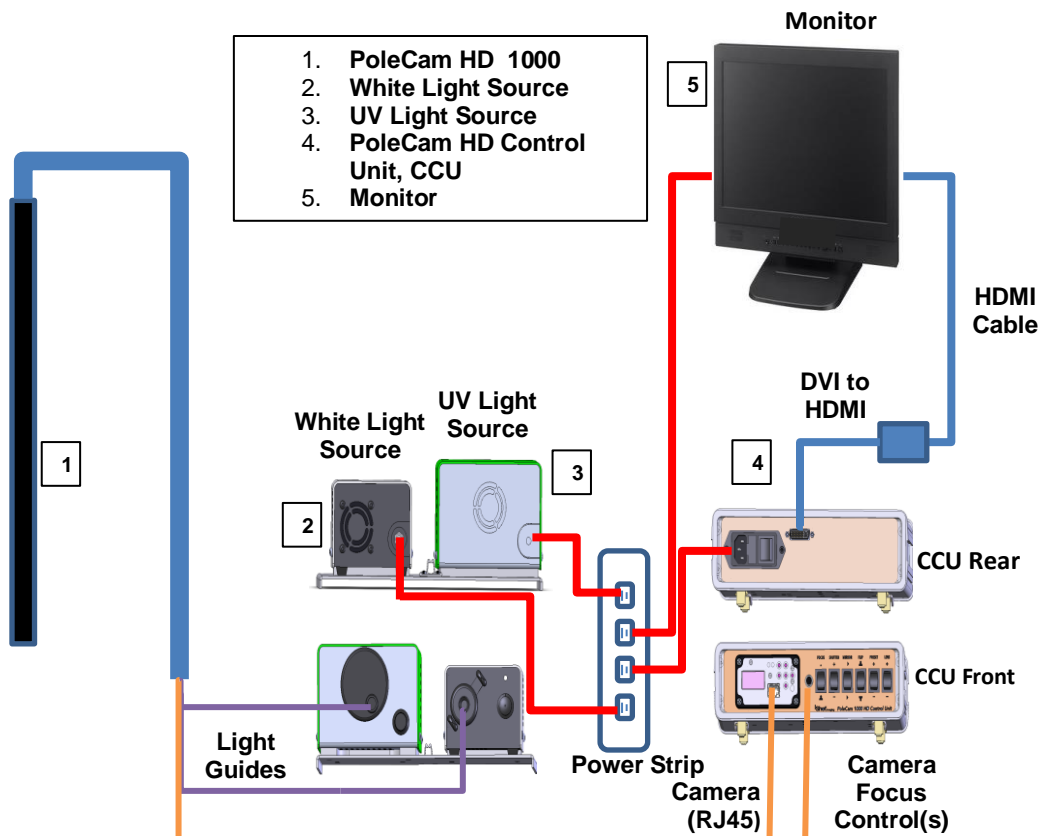 Monitor
1. PoleCam HD 1000
2. White Light Source
3. UV Light Source
4. PoleCam HD Control
Unit, CCU
5. Monitor
5
HDMI
Cable
DVI to
HDMI
UV Light
Source
White Light
Source
1
2
3
4
CCU Rear
CCU Front
PoleCam 1000 HD Control Unit
Light
Guides
Power Strip
Camera
(RJ45)
Camera
Focus
Control(s)